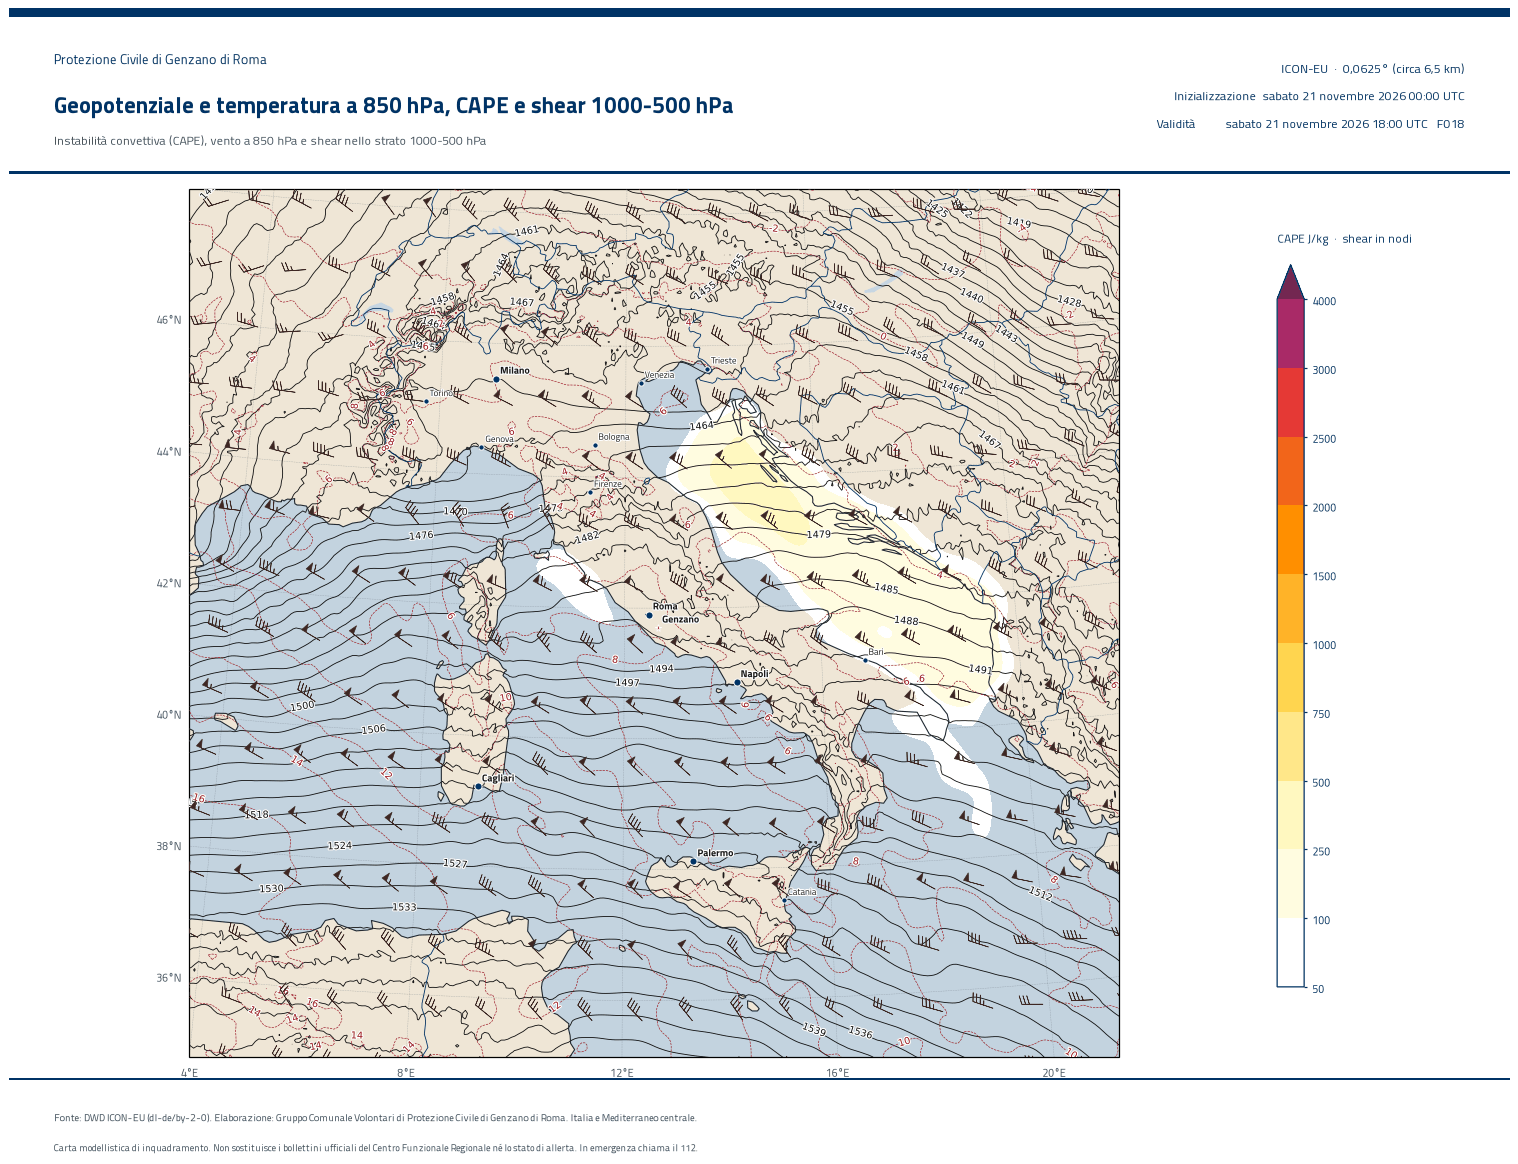 Protezione Civile di Genzano di Roma
Geopotenziale e temperatura a 850 hPa, CAPE e shear 1000-500 hPa
Instabilità convettiva (CAPE), vento a 850 hPa e shear nello strato 1000-500 hPa
ICON-EU · 0,0625° (circa 6,5 km)
Inizializzazione sabato 21 novembre 2026 00:00 UTC
Validità sabato 21 novembre 2026 18:00 UTC F018
CAPE J/kg · shear in nodi
4000
3000
2500
2000
1500
1000
750
500
250
100
50
46°N
44°N
42°N
40°N
38°N
36°N
4°E
8°E
12°E
16°E
20°E
Milano
Torino
Venezia
Trieste
Genova
Bologna
Firenze
Roma
Genzano
Napoli
Bari
Cagliari
Palermo
Catania
1461
1464
1458
1467
1465
1455
1455
1425
1419
1437
1440
1428
1455
1443
1449
1458
1461
1464
1467
1470
1476
1482
1479
1485
1488
1491
1494
1497
1500
1506
1518
1524
1527
1530
1533
1512
1539
1536
Fonte: DWD ICON-EU (dl-de/by-2-0). Elaborazione: Gruppo Comunale Volontari di Protezione Civile di Genzano di Roma. Italia e Mediterraneo centrale.
Carta modellistica di inquadramento. Non sostituisce i bollettini ufficiali del Centro Funzionale Regionale né lo stato di allerta. In emergenza chiama il 112.